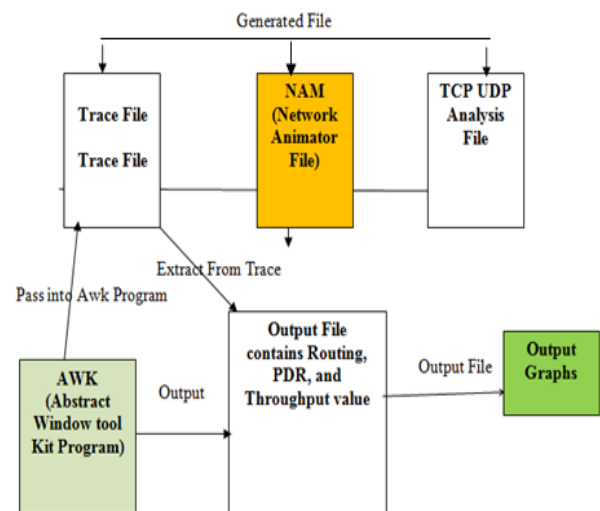 Generated File
Trace File
Trace File
NAM
(Network
Animator
File)
TCP UDP
Analysis
File
Extract From Trace
Pass into Awk Program
Output File
contains Routing,
PDR, and
Throughput value
AWK
(Abstract
Window tool
Kit Program)
Output
Output File
Output
Graphs